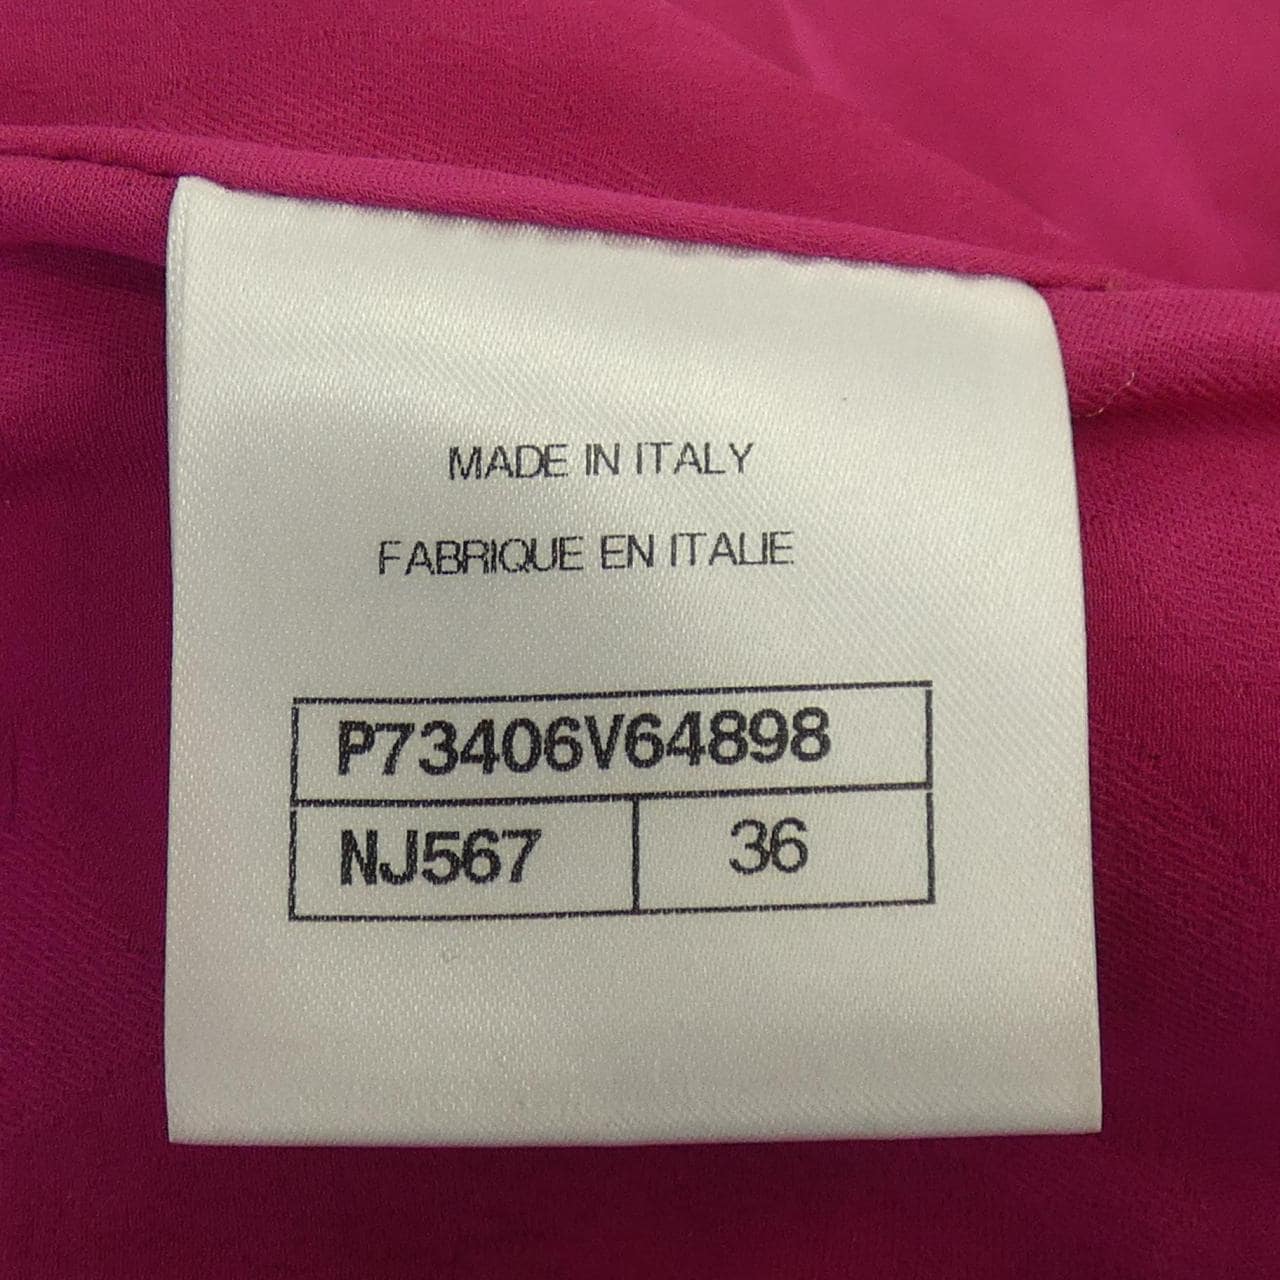 MADE IN ITALY
FABRIQUE EN ITALIE
P73406V64898
NJ567 36